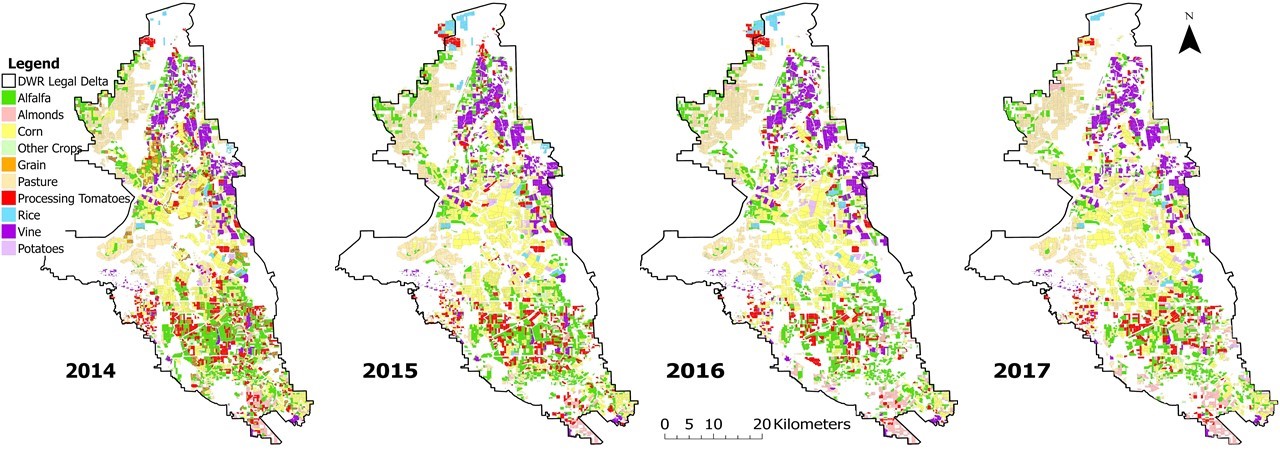 Legend
DWR Legal Delta
Alfalfa
Almonds
Corn
Other Crops
Grain
Pasture
Processing Tomatoes
Rice
Vine
Potatoes
2014
2015
2016
2017
N
0 5 10 20 Kilometers